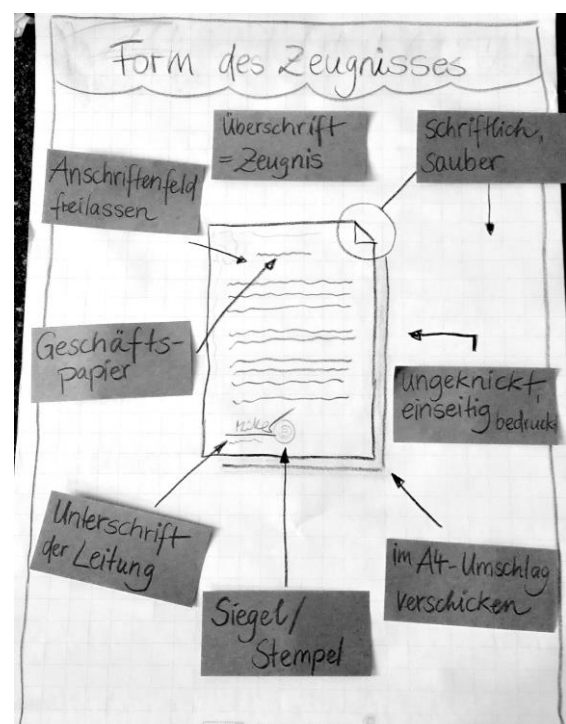 Form des Zeugnisses
Überschrift
= Zeugnis
schriftlich,
sauber
Anschriftenfeld
freilassen
Geschäfts-
papier
ungeknickt,
einseitig bedruckt
Unterschrift
der Leitung
Siegel/
Stempel
im A4-Umschlag
verschicken